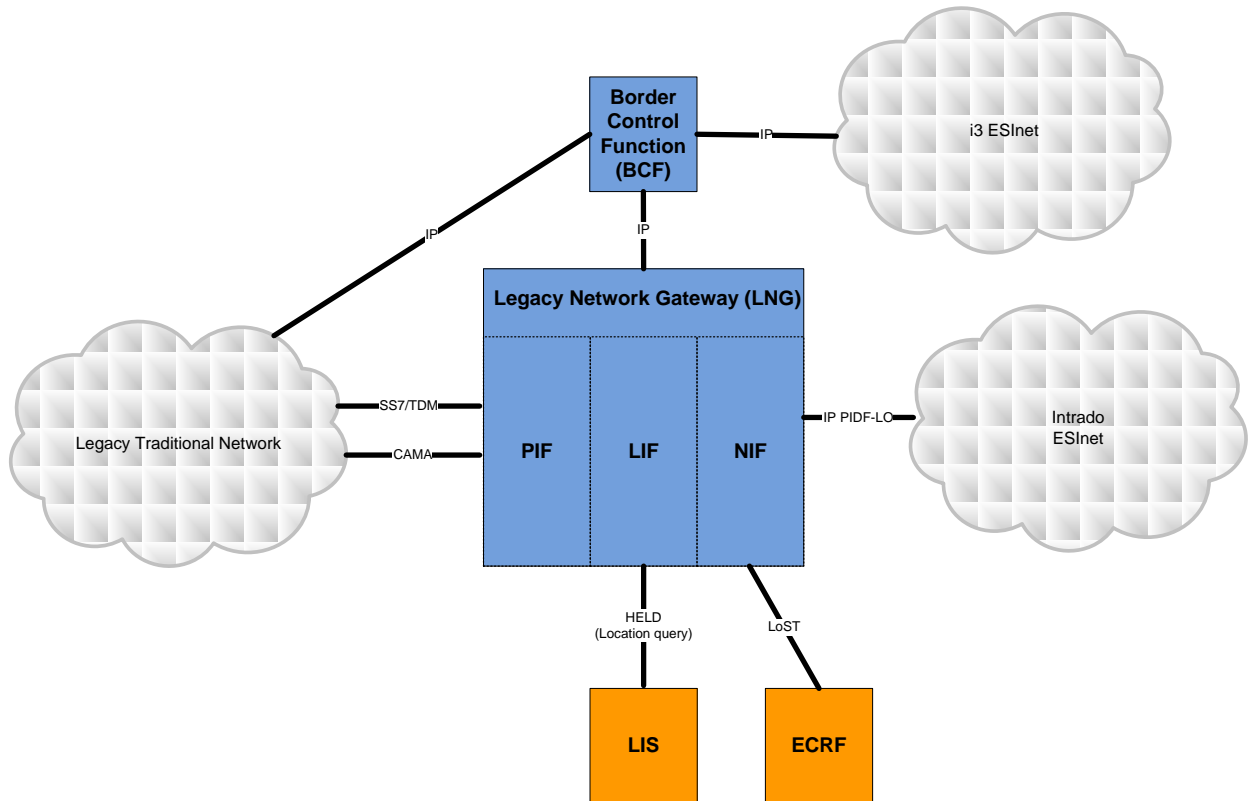 Border
Control
Function
(BCF)
i3 ESInet
IP
IP
IP
Legacy Network Gateway (LNG)
SS7/TDM
CAMA
Legacy Traditional Network
PIF
LIF
NIF
IP PIDF-LO
Intrado
ESInet
HELD
(Location query)
LoST
LIS
ECRF